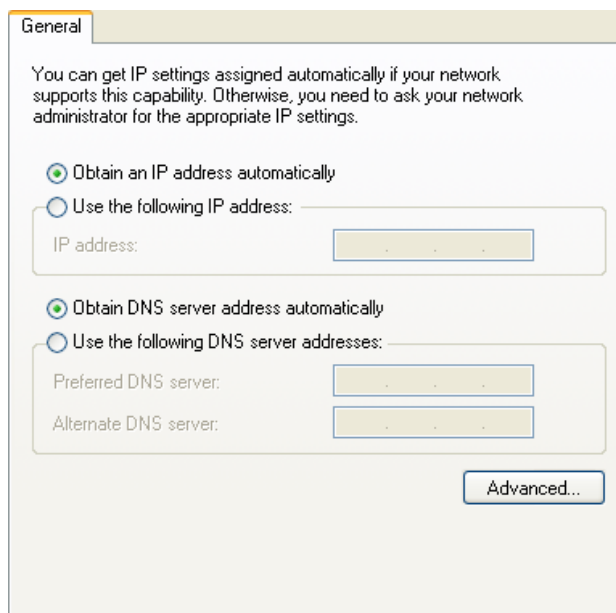 General
You can get IP settings assigned automatically if your network
supports this capability. Otherwise, you need to ask your network
administrator for the appropriate IP settings.
Obtain an IP address automatically
Use the following IP address:
IP address:
Obtain DNS server address automatically
Use the following DNS server addresses:
Preferred DNS server:
Alternate DNS server:
Advanced...